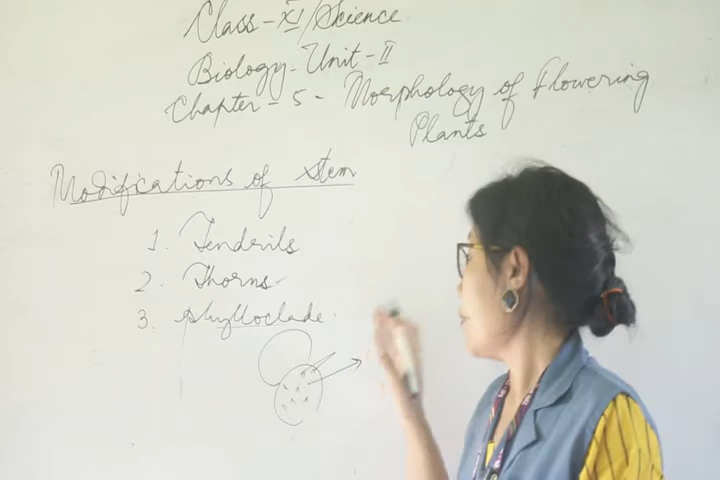 Class - XI/Science
Biology - Unit - II
Chapter - 5 - Morphology of Flowering
Plants
Modifications of Stem
1. Tendrils
2. Thorns-
3. Phylloclade.